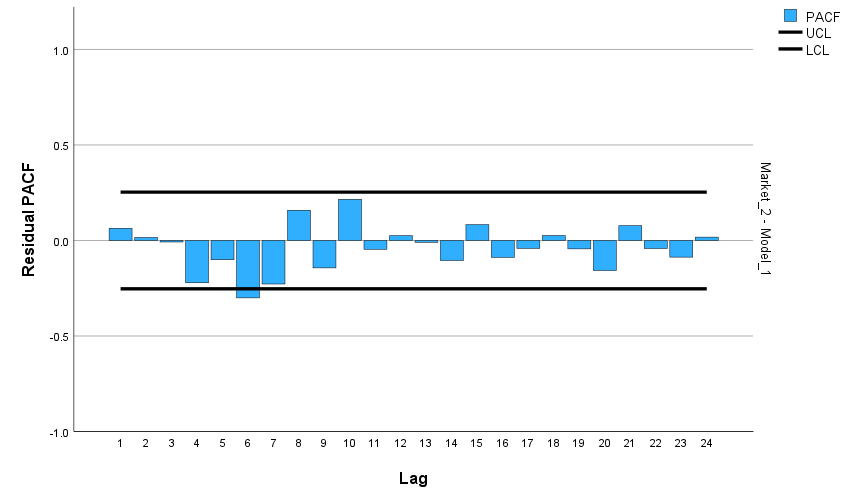 PACF
UCL
LCL
1.0
0.5
0.0
-0.5
-1.0
Residual PACF
Market_2 - Model_1
1 2 3 4 5 6 7 8 9 10 11 12 13 14 15 16 17 18 19 20 21 22 23 24
Lag